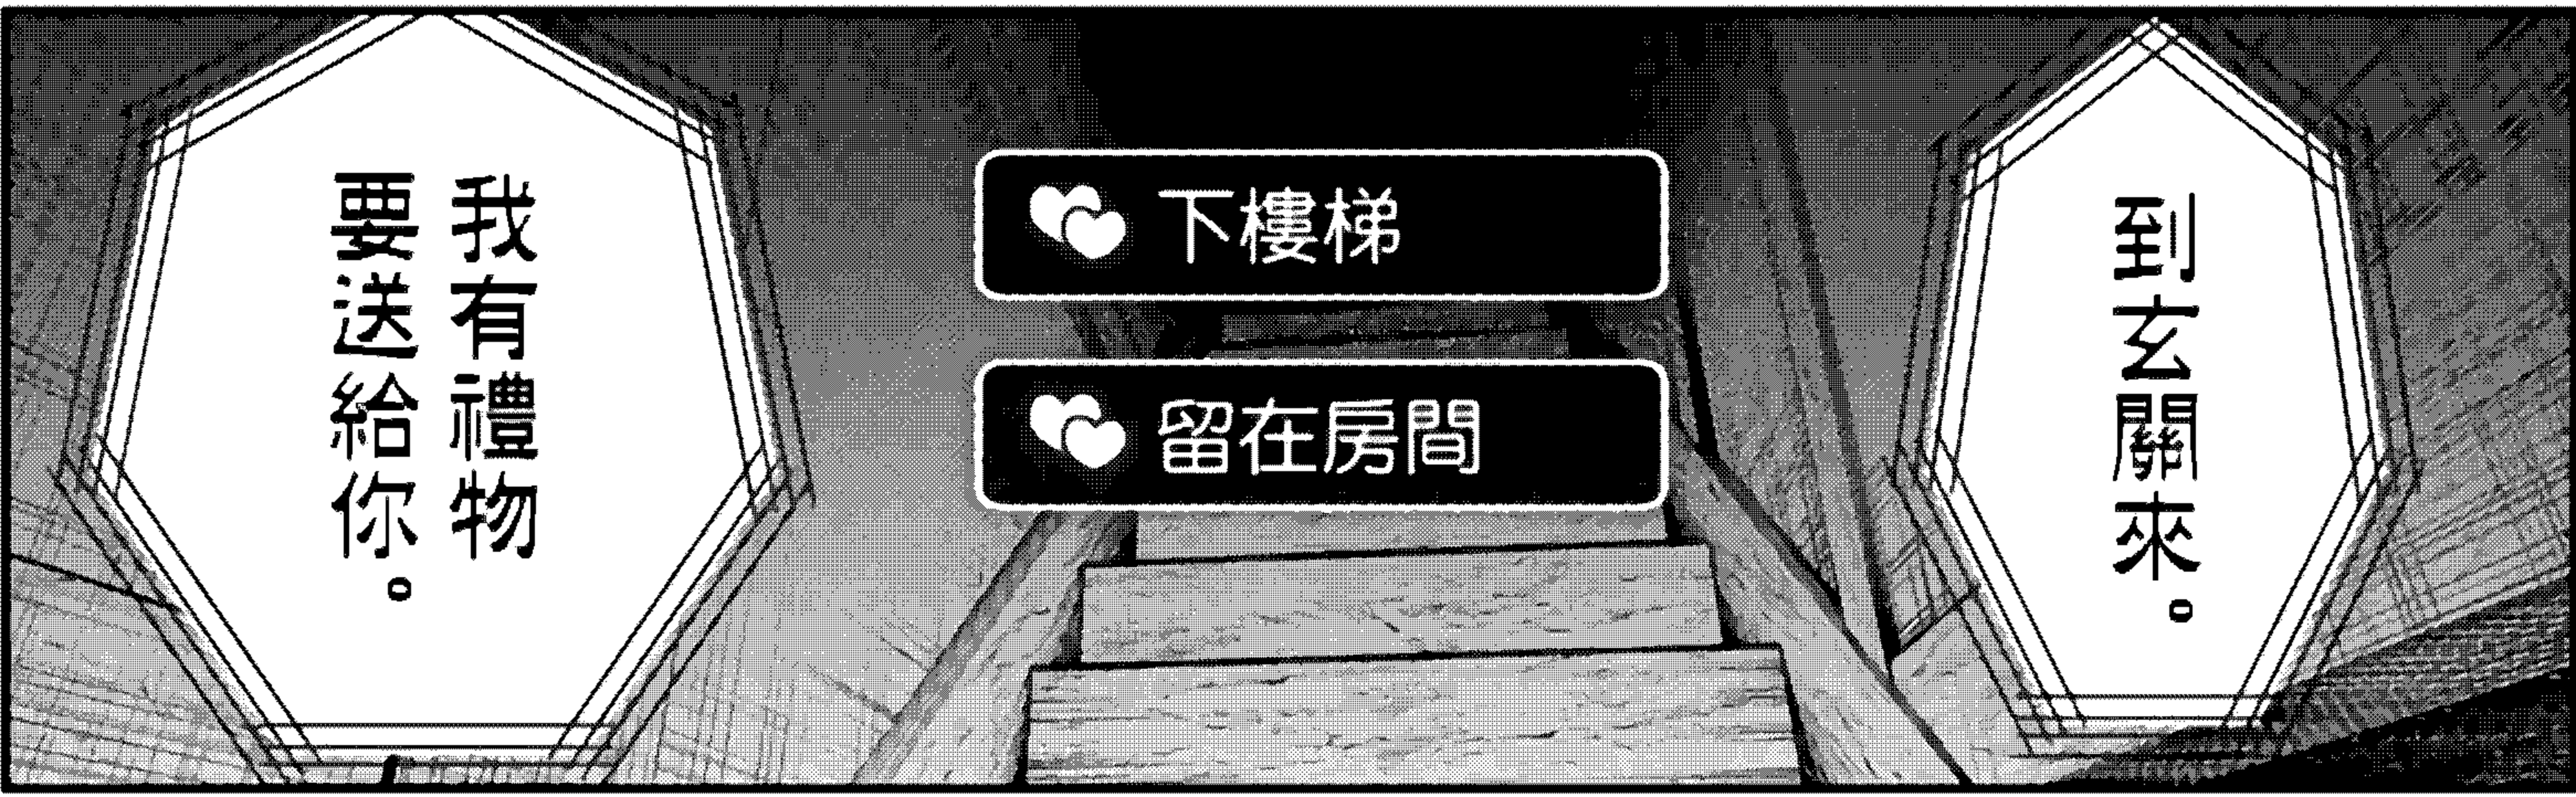 到玄關來。
下樓梯
留在房間
我有禮物
要送給你。